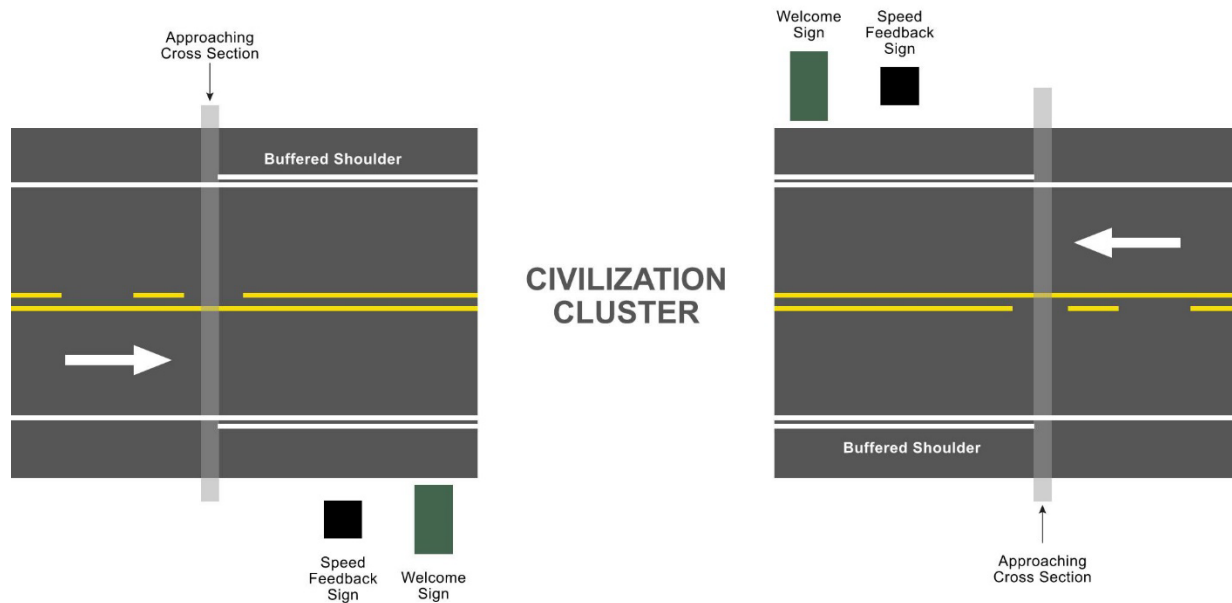 Approaching
Cross Section
Buffered Shoulder
Speed
Feedback
Sign
Welcome
Sign
CIVILIZATION
CLUSTER
Welcome
Sign
Speed
Feedback
Sign
Buffered Shoulder
Approaching
Cross Section